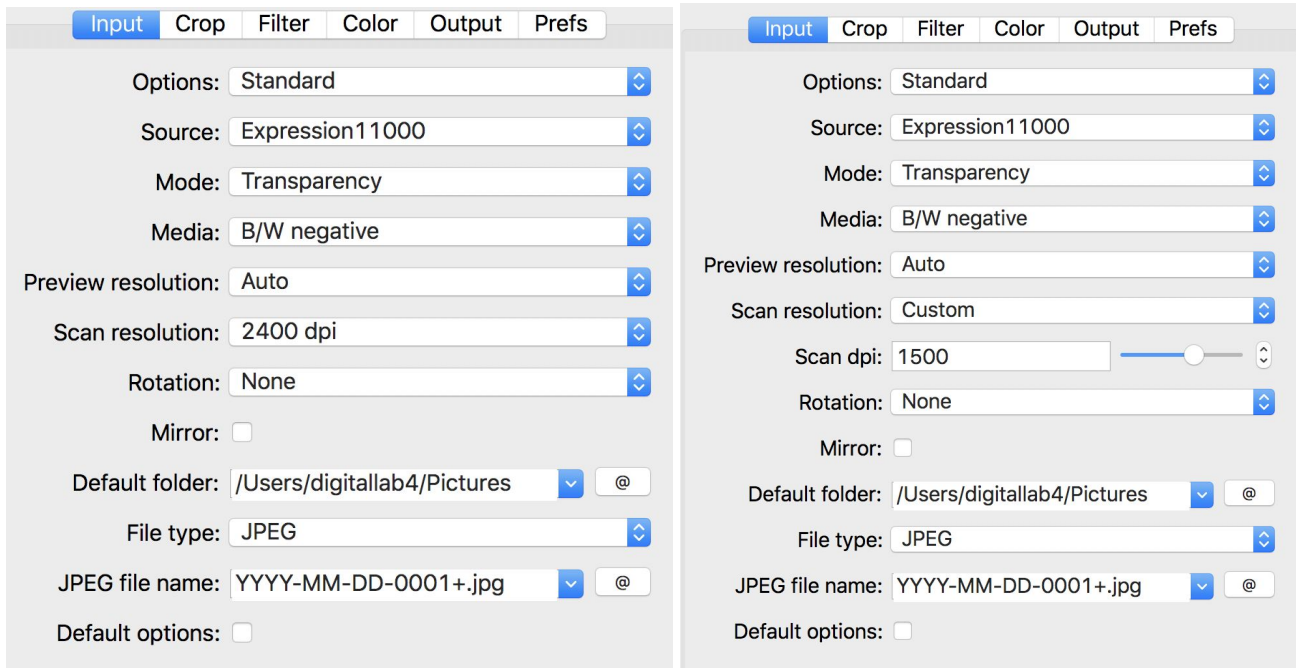 Input Crop Filter Color Output Prefs
Options: Standard
Source: Expression11000
Mode: Transparency
Media: B/W negative
Preview resolution: Auto
Scan resolution: 2400 dpi
Rotation: None
Mirror:
Default folder: /Users/digitallab4/Pictures @
File type: JPEG
JPEG file name: YYYY-MM-DD-0001+.jpg @
Default options:
Input Crop Filter Color Output Prefs
Options: Standard
Source: Expression11000
Mode: Transparency
Media: B/W negative
Preview resolution: Auto
Scan resolution: Custom
Scan dpi: 1500
Rotation: None
Mirror:
Default folder: /Users/digitallab4/Pictures @
File type: JPEG
JPEG file name: YYYY-MM-DD-0001+.jpg @
Default options: